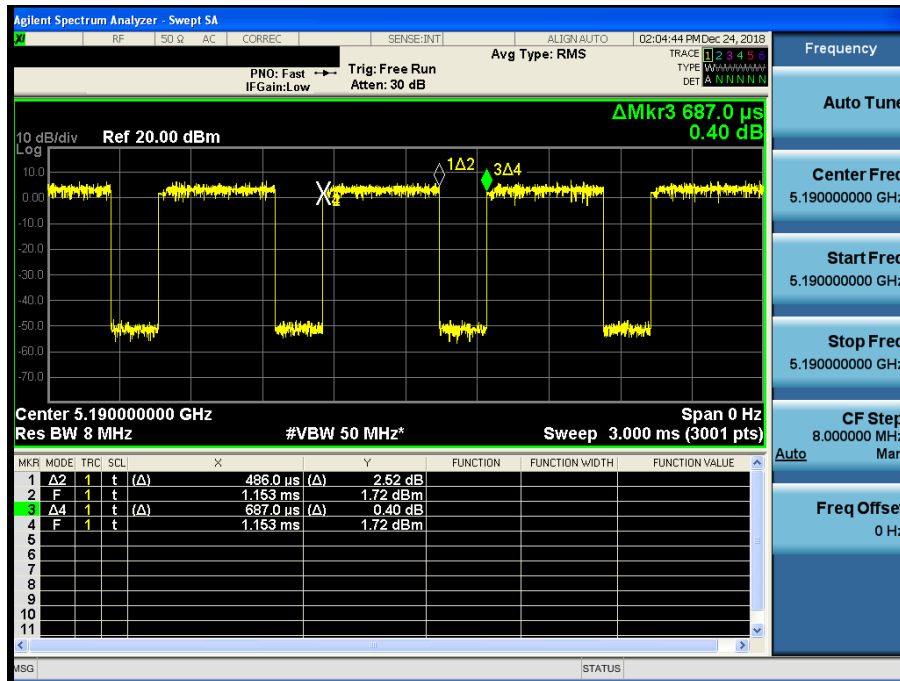 Agilent Spectrum Analyzer - Swept SA
RF 50 Ω AC CORREC SENSE:INT ALIGN AUTO 02:04:44 PM Dec 24, 2018
Avg Type: RMS
TRACE 1 2 3 4 5 6
TYPE WWWWWW
DET A N N N N N
PNO: Fast
IFGain:Low
Trig: Free Run
Atten: 30 dB
ΔMkr3 687.0 µs
0.40 dB
10 dB/div Ref 20.00 dBm
Log
10.0
0.00
-10.0
-20.0
-30.0
-40.0
-50.0
-60.0
-70.0
1Δ2
3Δ4
Center 5.190000000 GHz Span 0 Hz
Res BW 8 MHz #VBW 50 MHz* Sweep 3.000 ms (3001 pts)
MKR MODE TRC SCL X Y FUNCTION FUNCTION WIDTH FUNCTION VALUE
1 Δ2 1 t (Δ) 486.0 µs (Δ) 2.52 dB
2 F 1 t 1.153 ms 1.72 dBm
3 Δ4 1 t (Δ) 687.0 µs (Δ) 0.40 dB
4 F 1 t 1.153 ms 1.72 dBm
5
6
7
8
9
10
11
MSG STATUS
Frequency
Auto Tune
Center Freq
5.190000000 GHz
Start Freq
5.190000000 GHz
Stop Freq
5.190000000 GHz
CF Step
8.000000 MHz
Auto Man
Freq Offset
0 Hz